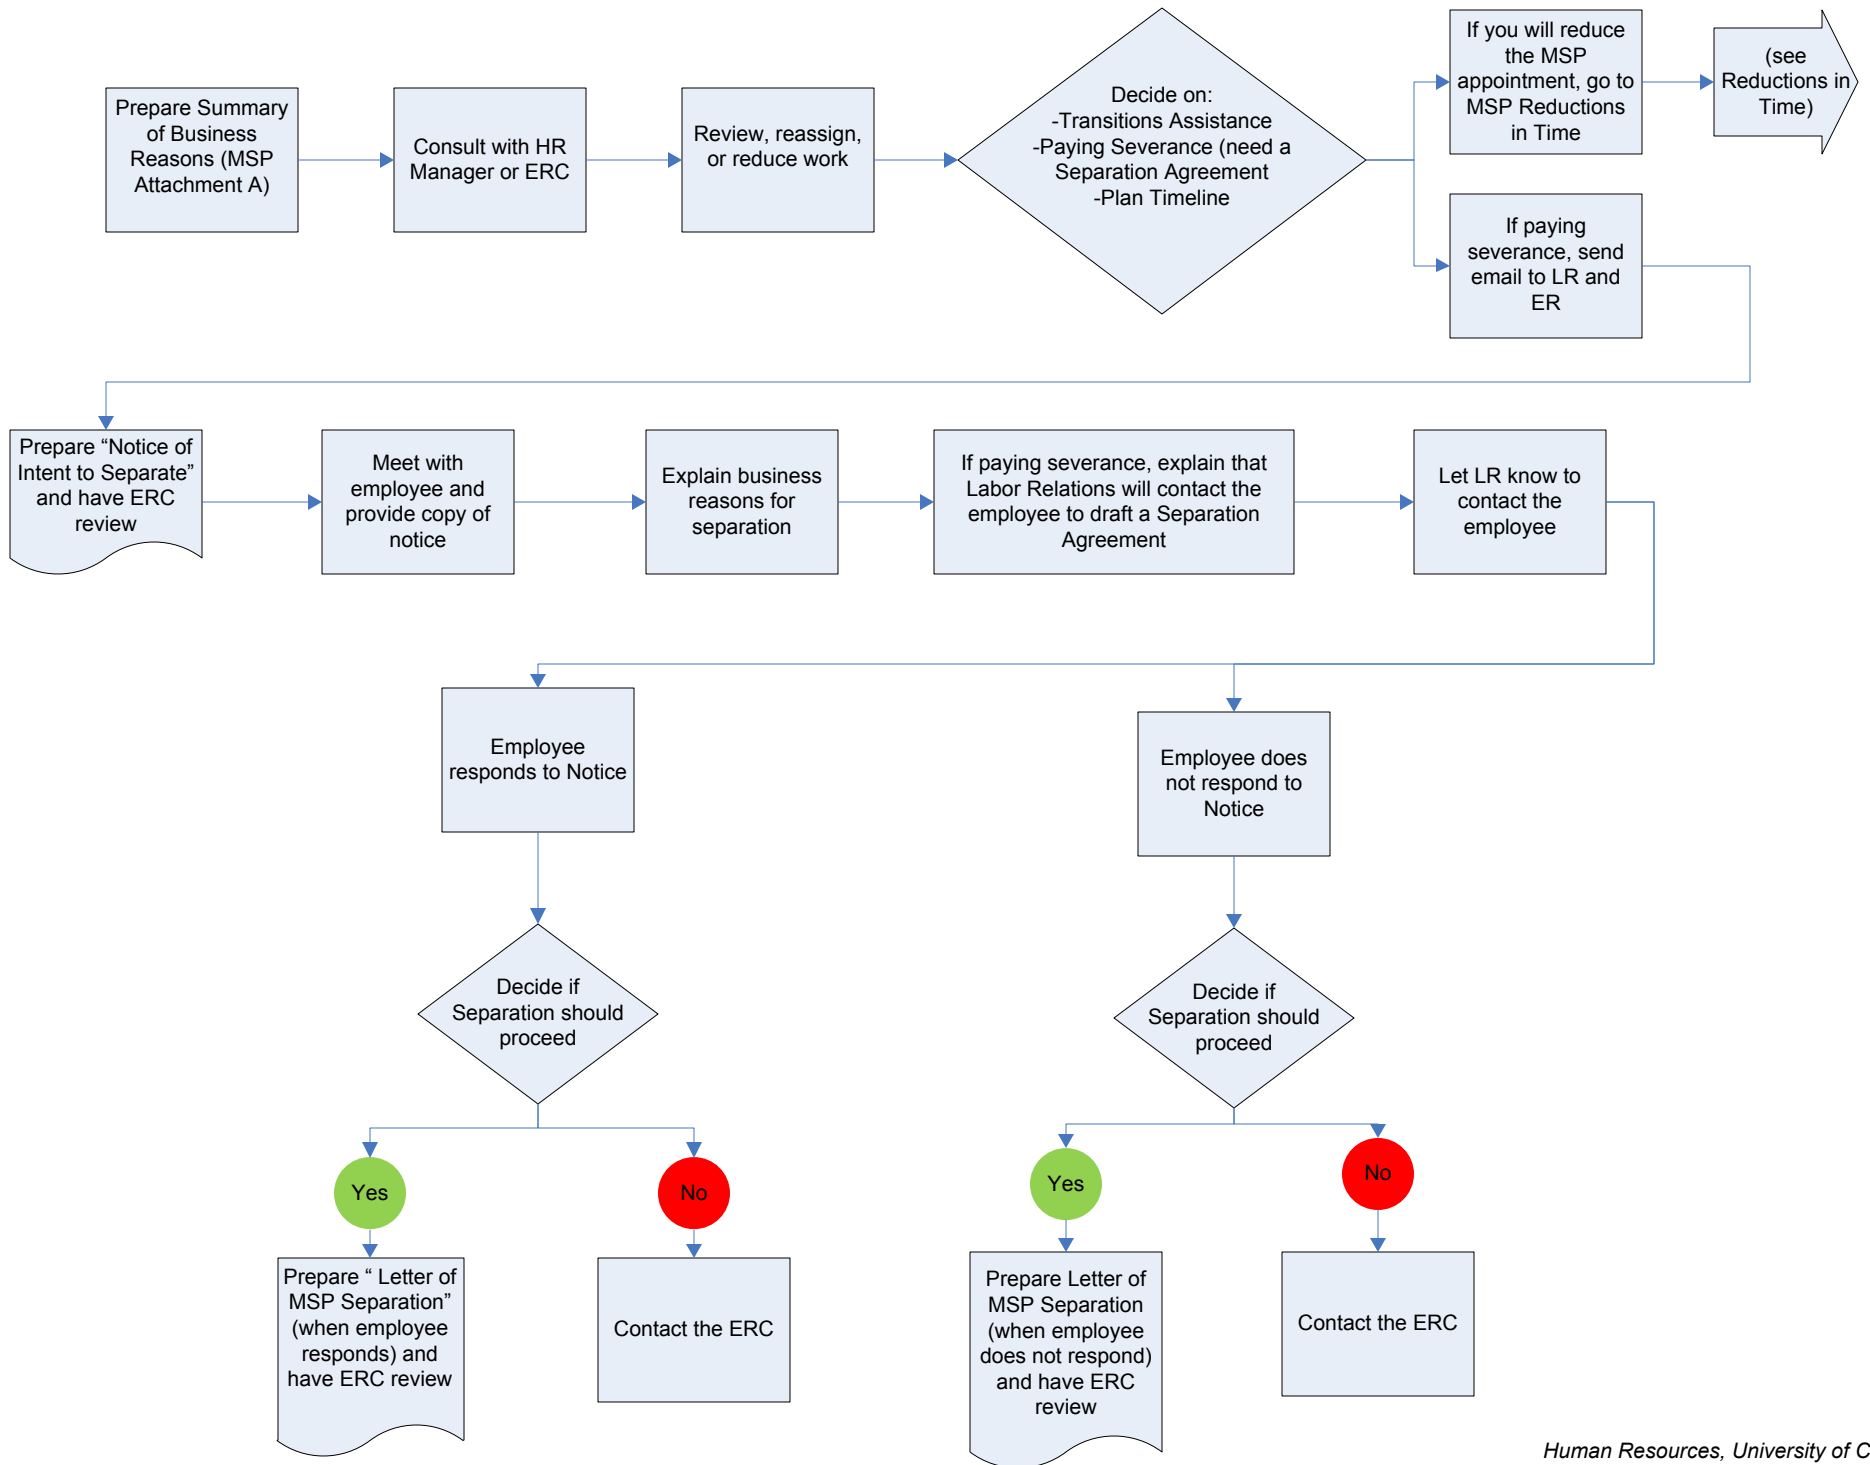 Prepare Summary
of Business
Reasons (MSP
Attachment A)
Consult with HR
Manager or ERC
Review, reassign,
or reduce work
Decide on:
-Transitions Assistance
-Paying Severance (need a
Separation Agreement
-Plan Timeline
If you will reduce
the MSP
appointment, go to
MSP Reductions
in Time
(see
Reductions in
Time)
If paying
severance, send
email to LR and
ER
Prepare “Notice of
Intent to Separate”
and have ERC
review
Meet with
employee and
provide copy of
notice
Explain business
reasons for
separation
If paying severance, explain that
Labor Relations will contact the
employee to draft a Separation
Agreement
Let LR know to
contact the
employee
Employee
responds to Notice
Employee does
not respond to
Notice
Decide if
Separation should
proceed
Decide if
Separation should
proceed
Yes
No
Yes
No
Prepare “ Letter of
MSP Separation”
(when employee
responds) and
have ERC review
Contact the ERC
Prepare Letter of
MSP Separation
(when employee
does not respond)
and have ERC
review
Contact the ERC
Human Resources, University of C